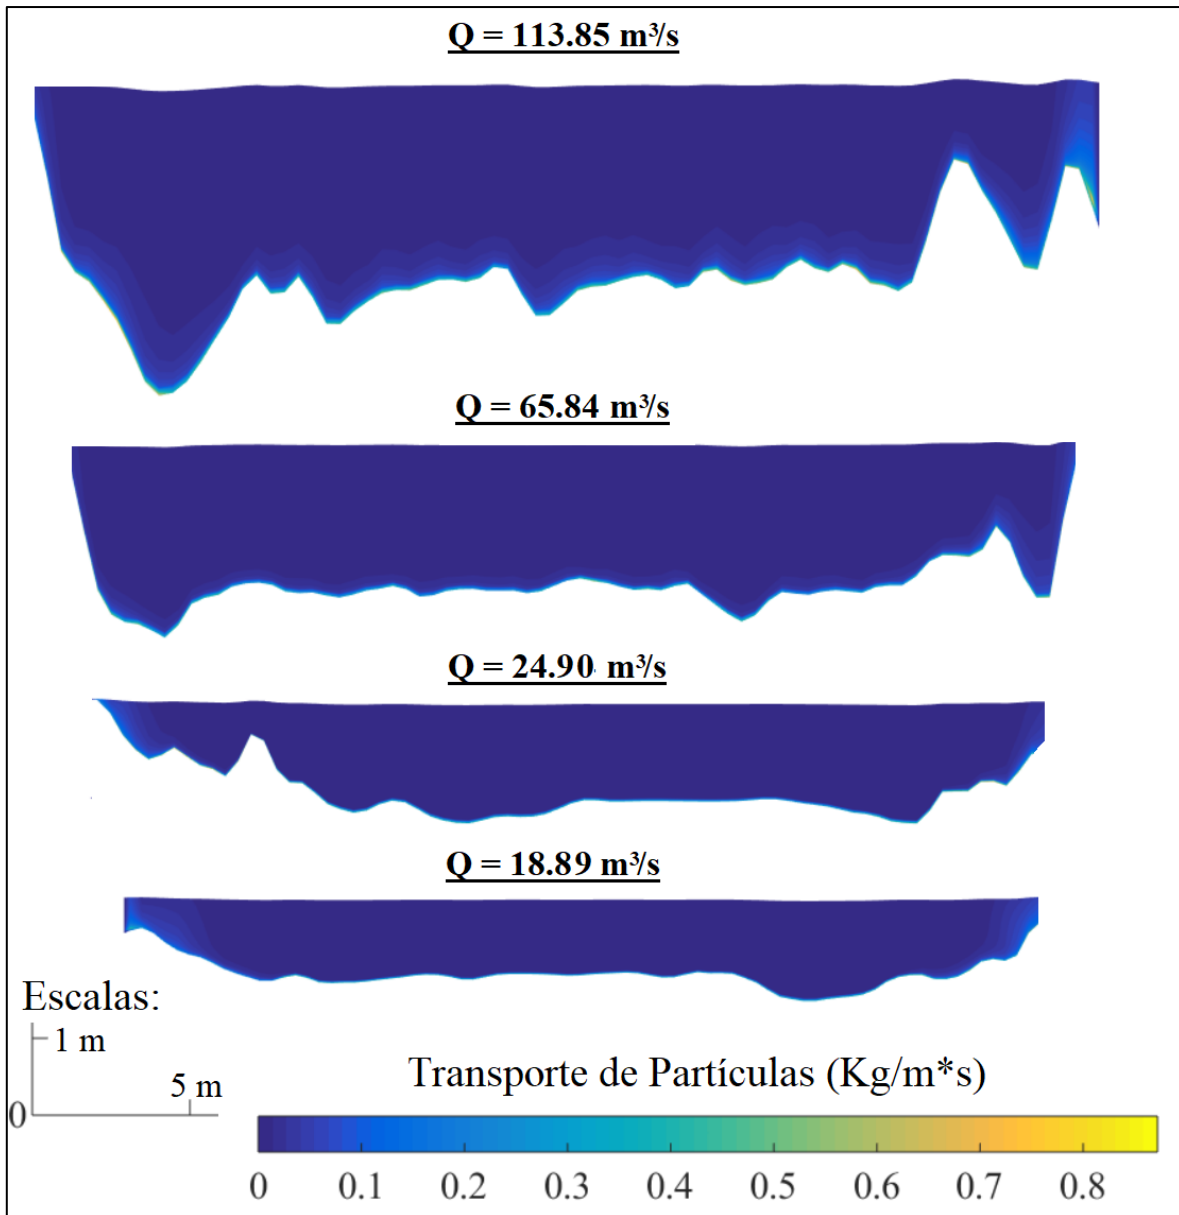 Q = 113.85 m³/s
Q = 65.84 m³/s
Q = 24.90 m³/s
Q = 18.89 m³/s
Escalas:
1 m
5 m
0
Transporte de Partículas (Kg/m*s)
0 0.1 0.2 0.3 0.4 0.5 0.6 0.7 0.8